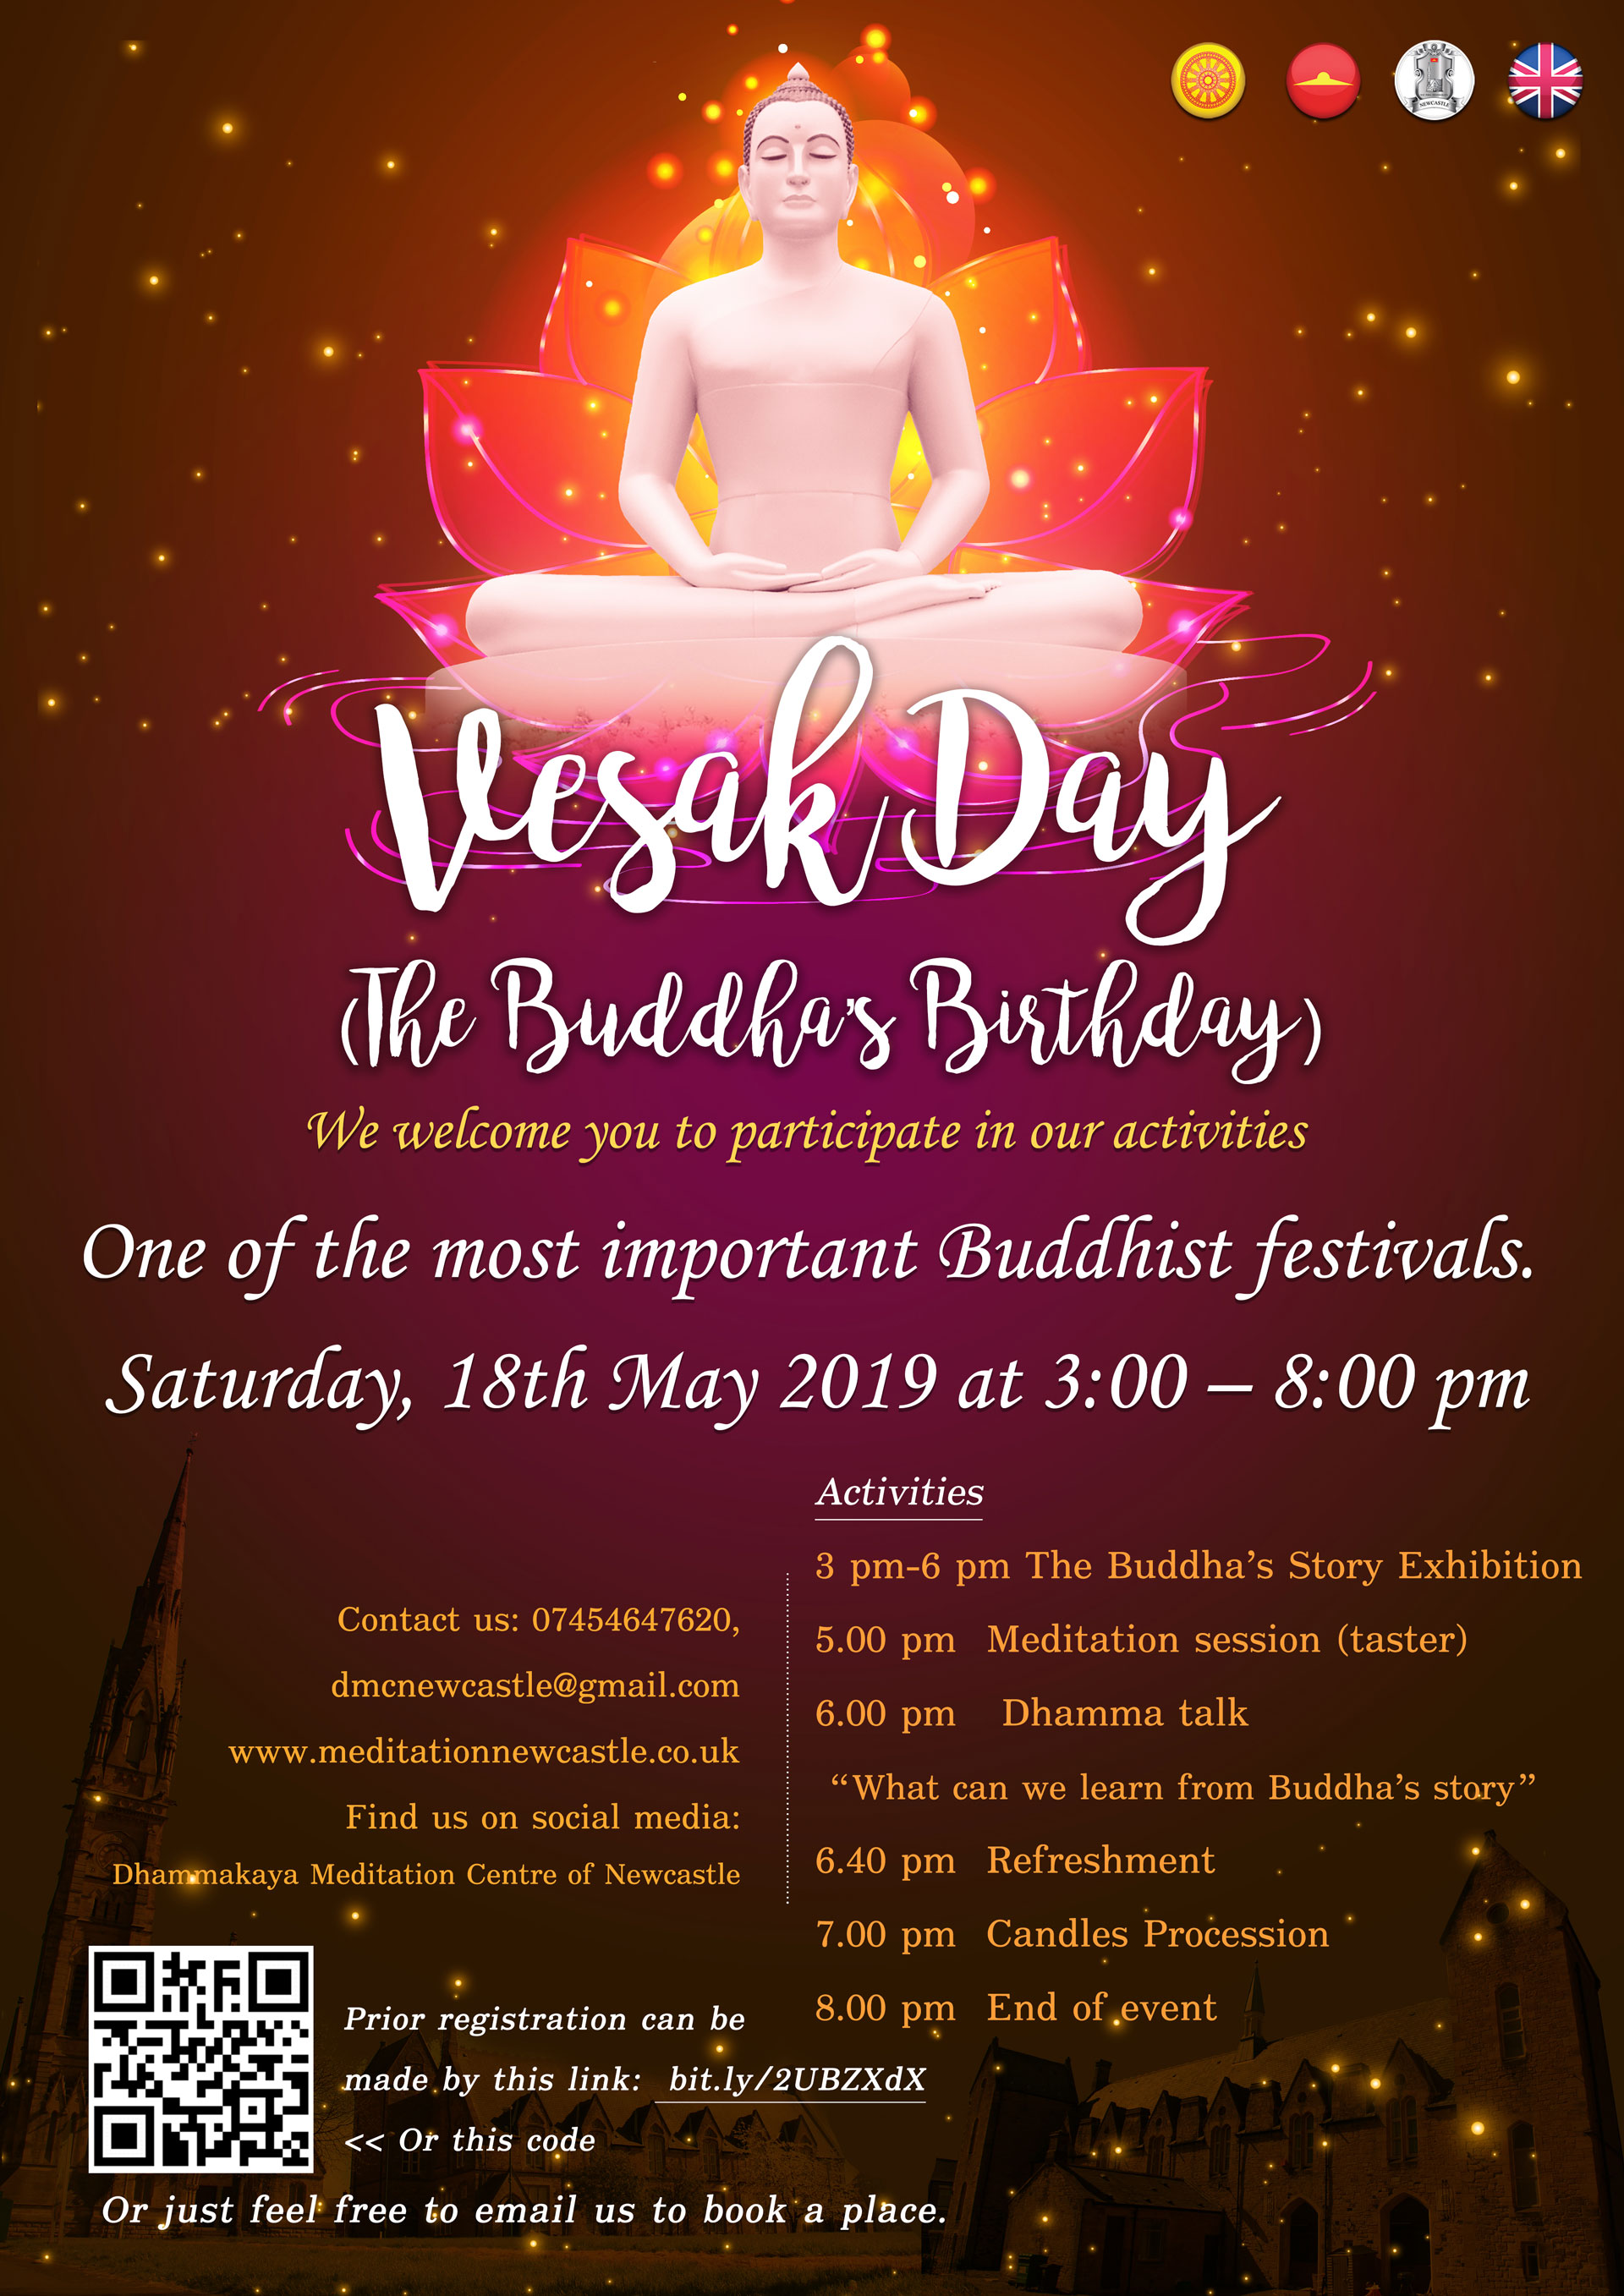 NEWCASTLE
Vesak Day
(The Buddha's Birthday)
We welcome you to participate in our activities
One of the most important Buddhist festivals.
Saturday, 18th May 2019 at 3:00 – 8:00 pm
Contact us: 07454647620,
dmcnewcastle@gmail.com
www.meditationnewcastle.co.uk
Find us on social media:
Dhammakaya Meditation Centre of Newcastle
Activities
3 pm-6 pm The Buddha’s Story Exhibition
5.00 pm Meditation session (taster)
6.00 pm Dhamma talk
“What can we learn from Buddha’s story”
6.40 pm Refreshment
7.00 pm Candles Procession
8.00 pm End of event
Prior registration can be
made by this link: bit.ly/2UBZXdX
<< Or this code
Or just feel free to email us to book a place.